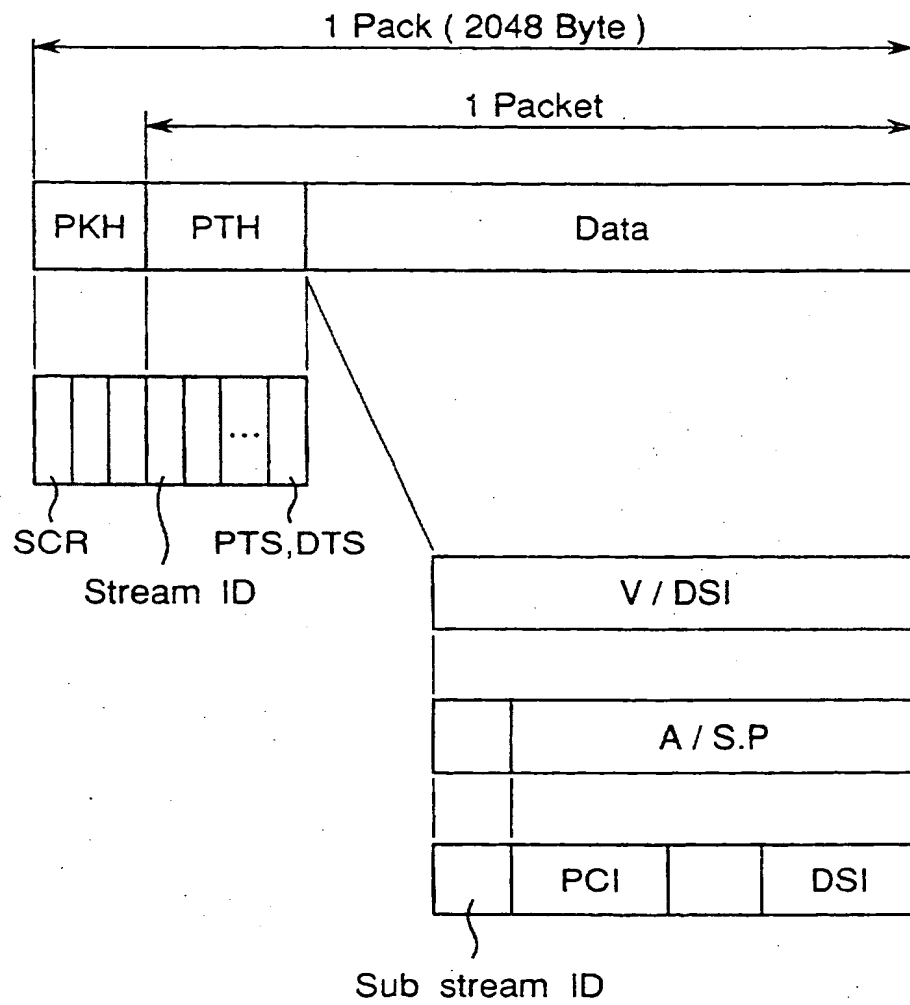 1 Pack ( 2048 Byte )
1 Packet
PKH PTH Data
...
SCR PTS,DTS
Stream ID
V / DSI
A / S.P
PCI DSI
Sub stream ID